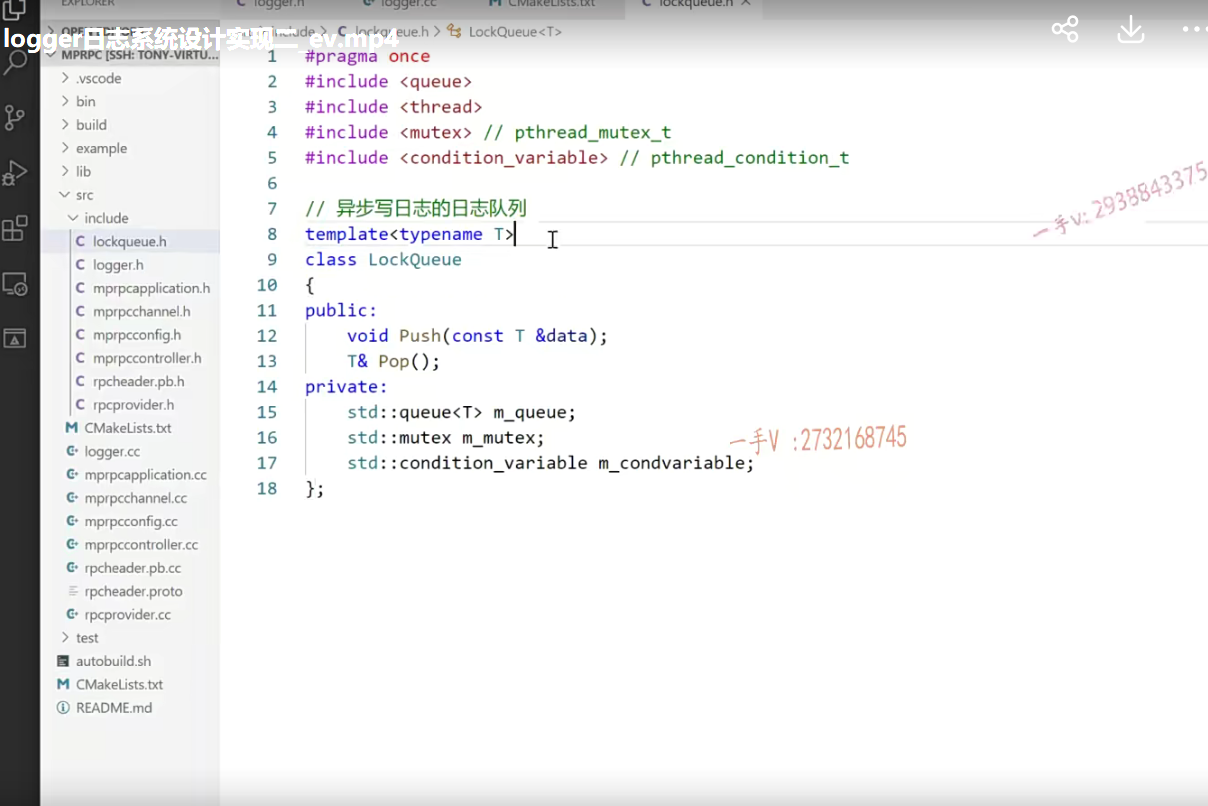 EXPLORER
logger.h
logger.cc
CMakeLists.txt
lockqueue.h
logger日志系统设计实现二_ev.mp4
include > lockqueue.h > LockQueue<T>
MPRPC [SSH: TONY-VIRTU...
.vscode
bin
build
example
lib
src
include
lockqueue.h
logger.h
mprpcapplication.h
mprpcchannel.h
mprpcconfig.h
mprpccontroller.h
rpcheader.pb.h
rpcprovider.h
CMakeLists.txt
logger.cc
mprpcapplication.cc
mprpcchannel.cc
mprpcconfig.cc
mprpccontroller.cc
rpcheader.pb.cc
rpcheader.proto
rpcprovider.cc
test
autobuild.sh
CMakeLists.txt
README.md
1 #pragma once
2 #include <queue>
3 #include <thread>
4 #include <mutex> // pthread_mutex_t
5 #include <condition_variable> // pthread_condition_t
6
7 // 异步写日志的日志队列
8 template<typename T>
9 class LockQueue
10 {
11 public:
12 void Push(const T &data);
13 T& Pop();
14 private:
15 std::queue<T> m_queue;
16 std::mutex m_mutex;
17 std::condition_variable m_condvariable;
18 };
一手v: 2938843375
一手V :2732168745